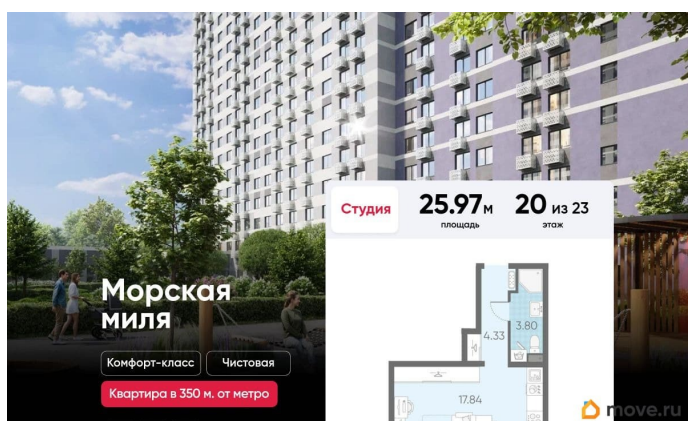 Студия
25.97 м
площадь
20 из 23
этаж
Морская
миля
Комфорт-класс
Чистовая
Квартира в 350 м. от метро
4.33
3.80
17.84
move.ru